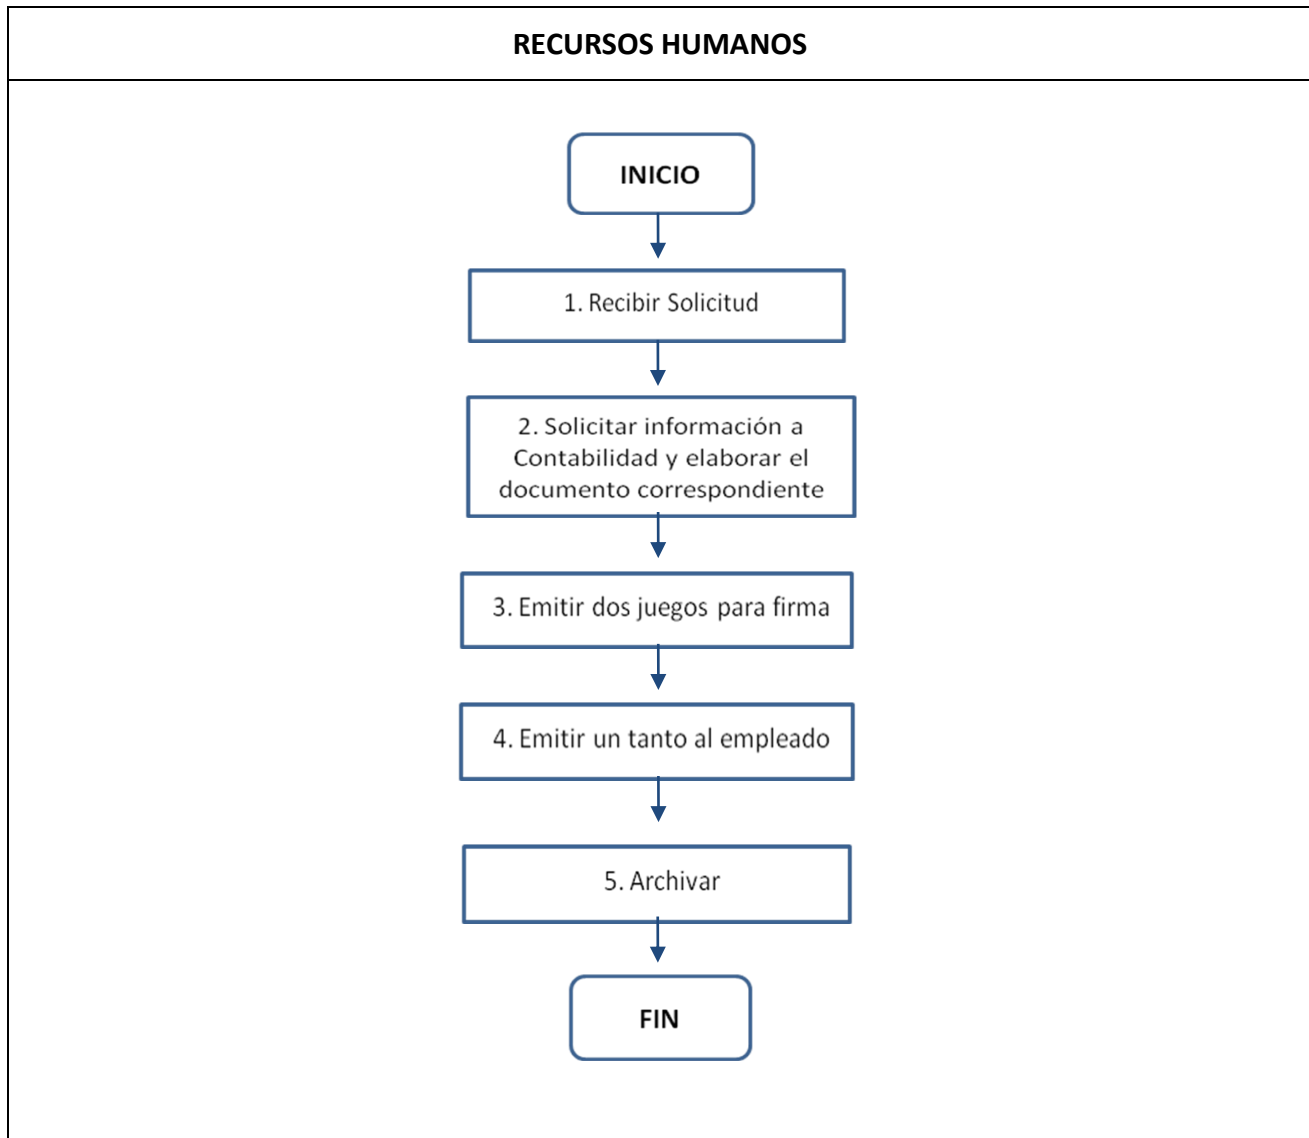 RECURSOS HUMANOS
INICIO
1. Recibir Solicitud
2. Solicitar información a
Contabilidad y elaborar el
documento correspondiente
3. Emitir dos juegos para firma
4. Emitir un tanto al empleado
5. Archivar
FIN